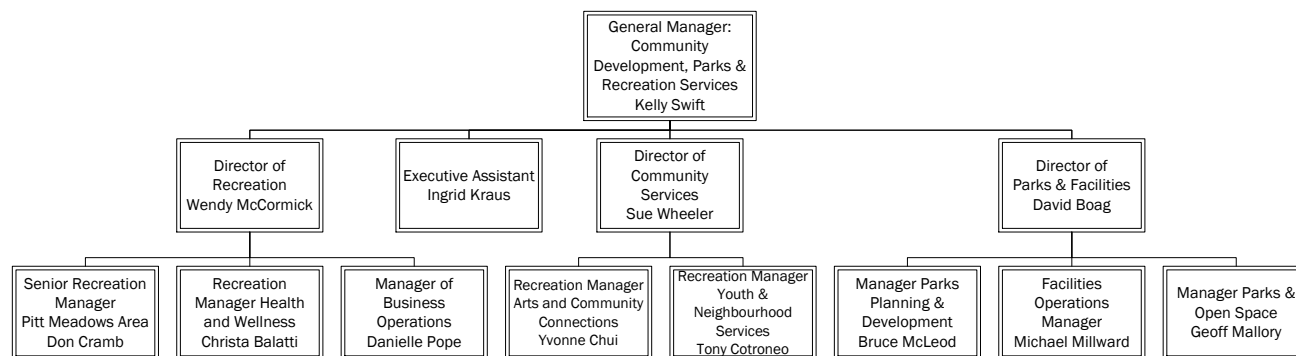 General Manager:
Community
Development, Parks &
Recreation Services
Kelly Swift
Director of
Recreation
Wendy McCormick
Executive Assistant
Ingrid Kraus
Director of
Community
Services
Sue Wheeler
Director of
Parks & Facilities
David Boag
Senior Recreation
Manager
Pitt Meadows Area
Don Cramb
Recreation
Manager Health
and Wellness
Christa Balatti
Manager of
Business
Operations
Danielle Pope
Recreation Manager
Arts and Community
Connections
Yvonne Chui
Recreation Manager
Youth &
Neighbourhood
Services
Tony Cotroneo
Manager Parks
Planning &
Development
Bruce McLeod
Facilities
Operations
Manager
Michael Millward
Manager Parks &
Open Space
Geoff Mallory